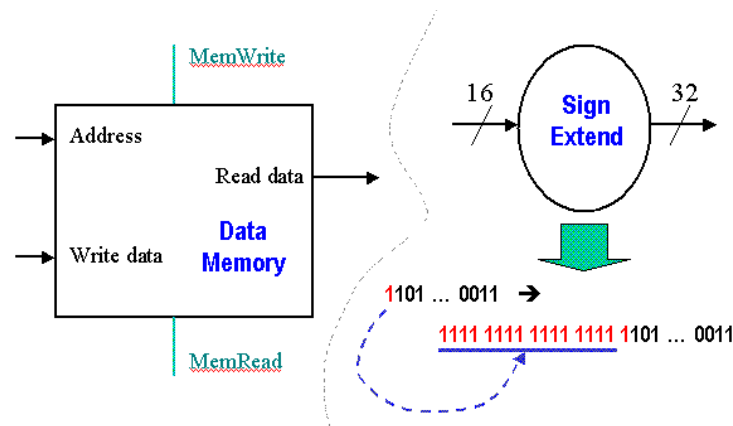 MemWrite
Address
Read data
Data
Memory
Write data
MemRead
16
Sign
Extend
32
1101 ... 0011 ➔
1111 1111 1111 1111 1101 ... 0011